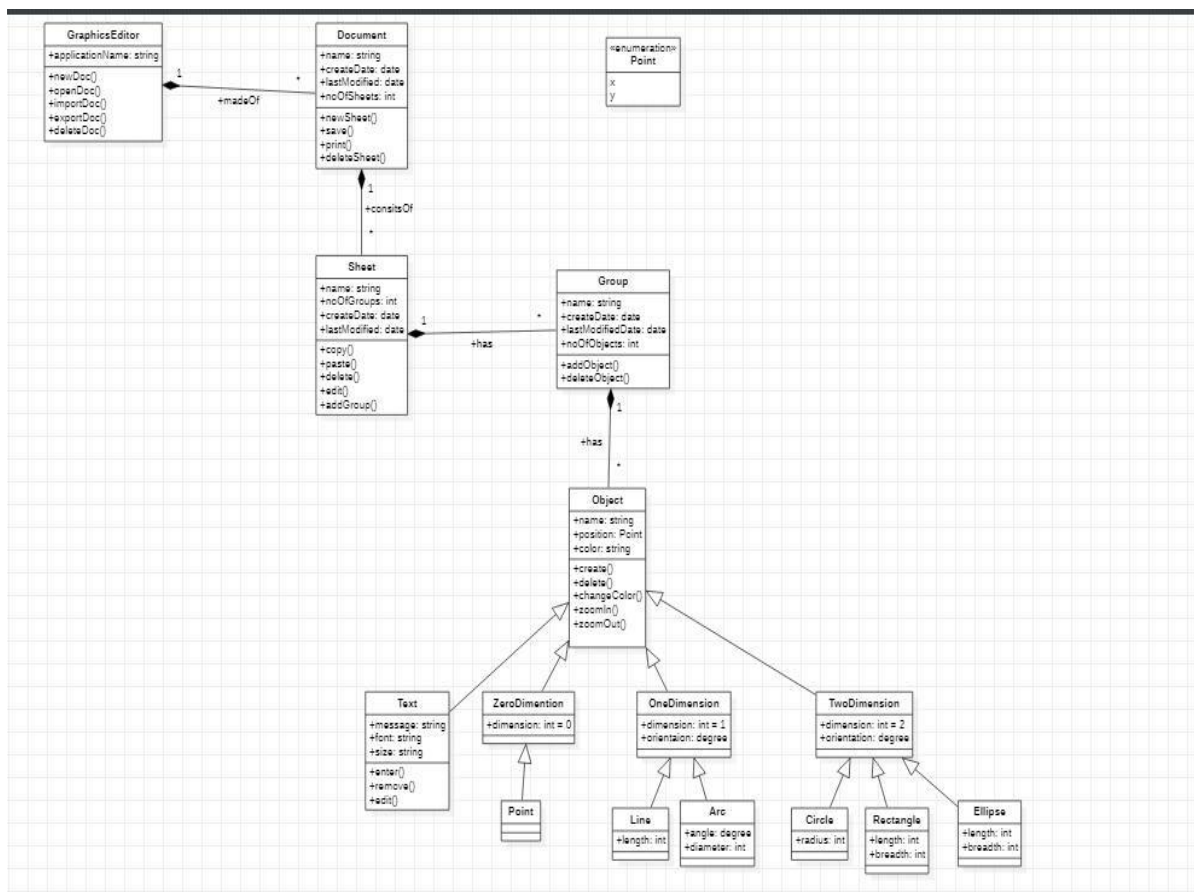 GraphicsEditor
+applicationName: string
+newDoc()
+openDoc()
+importDoc()
+exportDoc()
+deleteDoc()
1
*
+madeOf
Document
+name: string
+createDate: date
+lastModified: date
+noOfSheets: int
+newSheet()
+save()
+print()
+deleteSheet()
«enumeration»
Point
x
y
1
+consitsOf
*
Sheet
+name: string
+noOfGroups: int
+createDate: date
+lastModified: date
+copy()
+paste()
+delete()
+edit()
+addGroup()
1
*
+has
Group
+name: string
+createDate: date
+lastModifiedDate: date
+noOfObjects: int
+addObject()
+deleteObject()
1
+has
*
Object
+name: string
+position: Point
+color: string
+create()
+delete()
+changeColor()
+zoomIn()
+zoomOut()
Text
+message: string
+font: string
+size: string
+enter()
+remove()
+edit()
ZeroDimention
+dimension: int = 0
OneDimension
+dimension: int = 1
+orientaion: degree
TwoDimension
+dimension: int = 2
+orientation: degree
Point
Line
+length: int
Arc
+angle: degree
+diameter: int
Circle
+radius: int
Rectangle
+length: int
+breadth: int
Ellipse
+length: int
+breadth: int